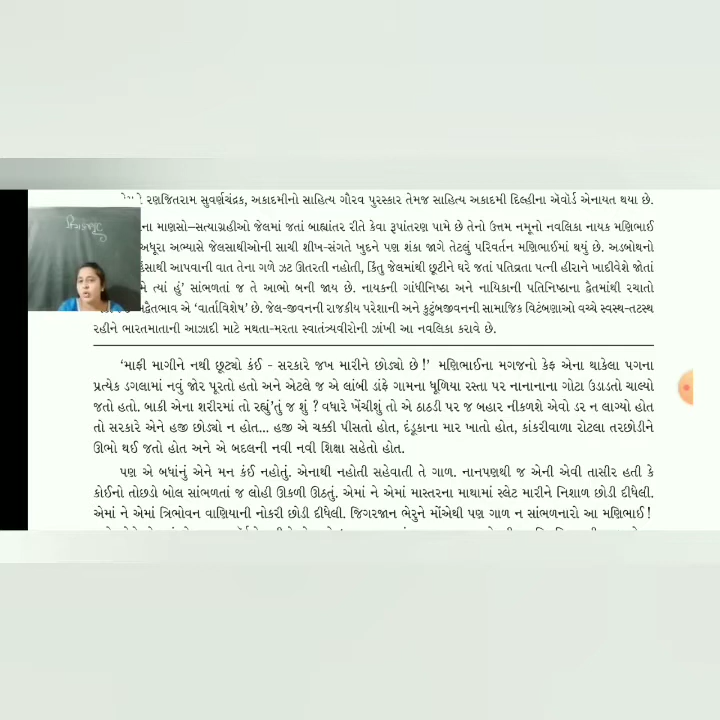 રણજિતરામ સુવર્ણચંદ્રક, અકાદમીનો સાહિત્ય ગૌરવ પુરસ્કાર તેમજ સાહિત્ય અકાદમી દિલ્હીના ઍવૉર્ડ એનાયત થયા છે.
ના માણસો–સત્યાગ્રહીઓ જેલમાં જતાં બાહ્યાંતર રીતે કેવા રૂપાંતરણ પામે છે તેનો ઉત્તમ નમૂનો નવલિકા નાયક મણિભાઈ
અધૂરા અભ્યાસે જેલસાથીઓની સાચી શીખ-સંગતે ખુદને પણ શંકા જાગે તેટલું પરિવર્તન મણિભાઈમાં થયું છે. અડબોથનો
સાથી આપવાની વાત તેના ગળે ઝટ ઊતરતી નહોતી, કિંતુ જેલમાંથી છૂટીને ઘરે જતાં પતિવ્રતા પત્ની હીરાને ખાદીવેશે જોતાં
મે ત્યાં હું' સાંભળતાં જ તે આભો બની જાય છે. નાયકની ગાંધીનિષ્ઠા અને નાયિકાની પતિનિષ્ઠાના દ્વૈતમાંથી રચાતો
અદ્વૈતભાવ એ 'વાર્તાવિશેષ' છે. જેલ-જીવનની રાજકીય પરેશાની અને કુટુંબજીવનની સામાજિક વિટંબણાઓ વચ્ચે સ્વસ્થ-તટસ્થ
રહીને ભારતમાતાની આઝાદી માટે મથતા-મરતા સ્વાતંત્ર્યવીરોની ઝાંખી આ નવલિકા કરાવે છે.
'માફી માગીને નથી છૂટ્યો કંઈ - સરકારે જખ મારીને છોડ્યો છે !' મણિભાઈના મગજનો કેફ એના થાકેલા પગના
પ્રત્યેક ડગલામાં નવું જોર પૂરતો હતો અને એટલે જ એ લાંબી ડાંફે ગામના ધૂળિયા રસ્તા પર નાનાનાના ગોટા ઉડાડતો ચાલ્યો
જતો હતો. બાકી એના શરીરમાં તો રહ્યું'તું જ શું ? વધારે ખેંચીશું તો એ ઠાઠડી પર જ બહાર નીકળશે એવો ડર ન લાગ્યો હોત
તો સરકારે એને હજી છોડ્યો ન હોત... હજી એ ચક્કી પીસતો હોત, દંડૂકાના માર ખાતો હોત, કાંકરીવાળા રોટલા તરછોડીને
ઊભો થઈ જતો હોત અને એ બદલની નવી નવી શિક્ષા સહેતો હોત.
પણ એ બધાંનું એને મન કંઈ નહોતું. એનાથી નહોતી સહેવાતી તે ગાળ. નાનપણથી જ એની એવી તાસીર હતી કે
કોઈનો તોછડો બોલ સાંભળતાં જ લોહી ઊકળી ઊઠતું. એમાં ને એમાં માસ્તરના માથામાં સ્લેટ મારીને નિશાળ છોડી દીધેલી.
એમાં ને એમાં ત્રિભોવન વાણિયાની નોકરી છોડી દીધેલી. જિગરજાન ભેરુને મોંએથી પણ ગાળ ન સાંભળનારો આ મણિભાઈ !